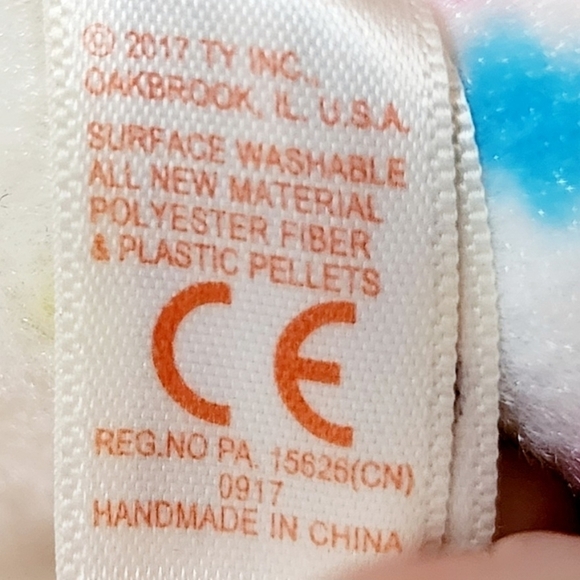 © 2017 TY INC.,
OAKBROOK, IL. U.S.A.
SURFACE WASHABLE
ALL NEW MATERIAL
POLYESTER FIBER
& PLASTIC PELLETS
CE
REG.NO PA. 15626(CN)
0917
HANDMADE IN CHINA